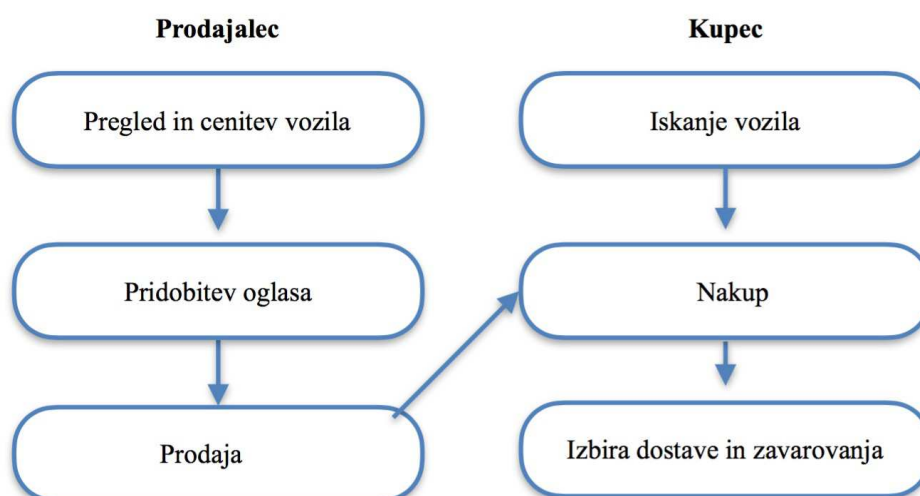 Prodajalec
Pregled in cenitev vozila
Pridobitev oglasa
Prodaja
Kupec
Iskanje vozila
Nakup
Izbira dostave in zavarovanja